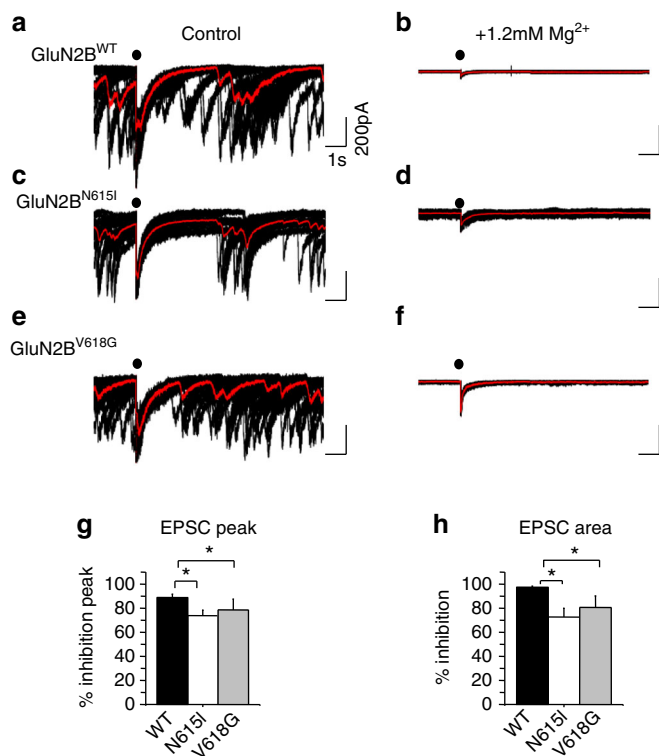 a
b
Control
+1.2mM Mg²⁺
GluN2Bᵂᵀ
1s
200pA
c
d
GluN2Bᴺ⁶¹⁵ᴵ
e
f
GluN2Bⱽ⁶¹⁸ᴳ
g
h
EPSC peak
EPSC area
* *
* *
% inhibition peak
100
80
60
40
20
0
WT
N615I
V618G
% inhibition
100
80
60
40
20
0
WT
N615I
V618G